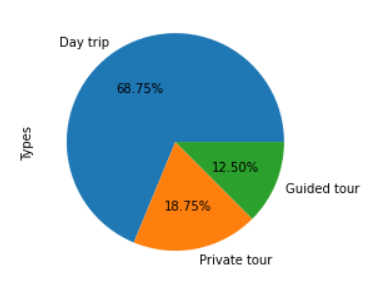 Day trip
68.75%
Types
12.50%
Guided tour
18.75%
Private tour